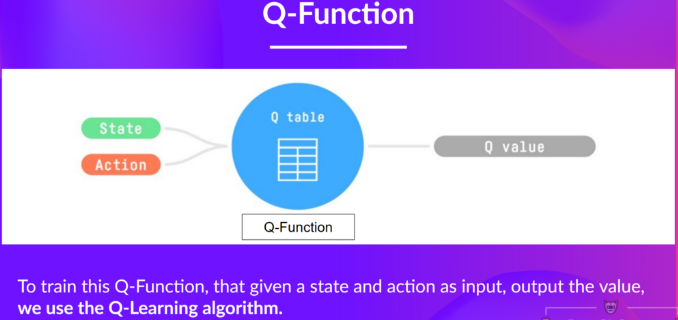 Q-Function
Q table
State
Action
Q value
Q-Function
To train this Q-Function, that given a state and action as input, output the value,
we use the Q-Learning algorithm.